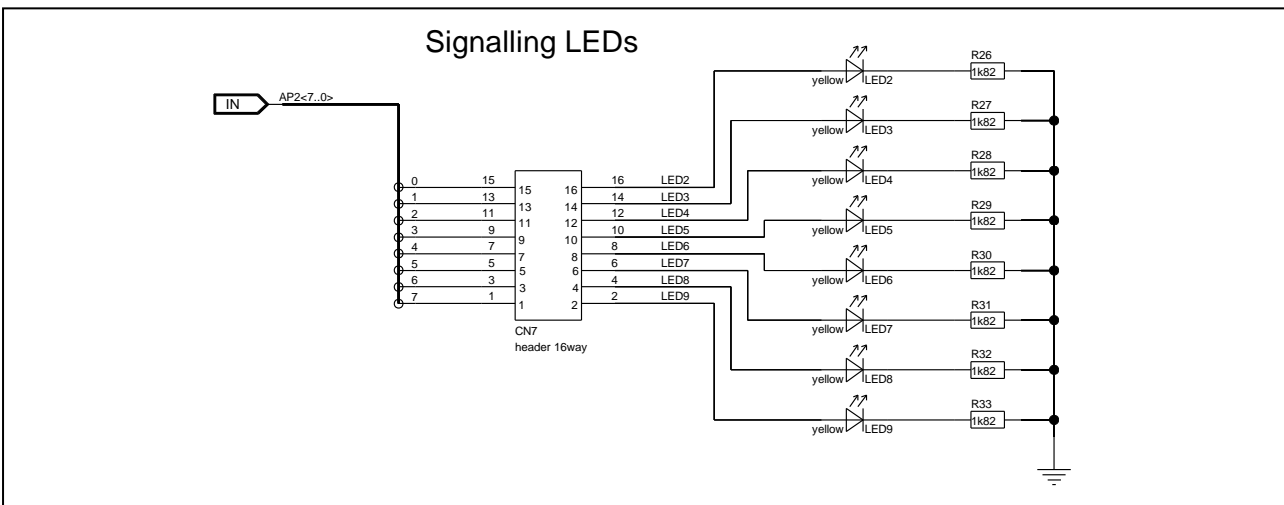 Signalling LEDs
IN
AP2<7..0>
0 15 15 16 16 LED2
1 13 13 14 14 LED3
2 11 11 12 12 LED4
3 9 9 10 10 LED5
4 7 7 8 8 LED6
5 5 5 6 6 LED7
6 3 3 4 4 LED8
7 1 1 2 2 LED9
CN7
header 16way
R26
yellow LED2 1k82
R27
yellow LED3 1k82
R28
yellow LED4 1k82
R29
yellow LED5 1k82
R30
yellow LED6 1k82
R31
yellow LED7 1k82
R32
yellow LED8 1k82
R33
yellow LED9 1k82